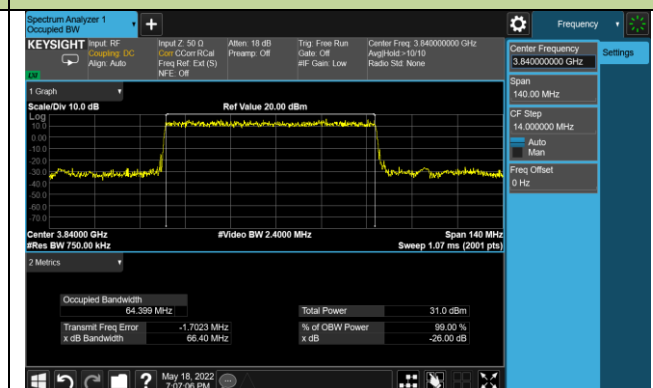 Spectrum Analyzer 1
Occupied BW
Frequency
KEYSIGHT
Input: RF
Coupling: DC
Align: Auto
Input Z: 50 Ω
Corr CCorr RCal
Freq Ref: Ext (S)
NFE: Off
Atten: 18 dB
Preamp: Off
Trig: Free Run
Gate: Off
#IF Gain: Low
Center Freq: 3.840000000 GHz
Avg|Hold:>10/10
Radio Std: None
Center Frequency
3.840000000 GHz
Settings
Span
140.00 MHz
CF Step
14.000000 MHz
Auto
Man
Freq Offset
0 Hz
1 Graph
Scale/Div 10.0 dB
Ref Value 20.00 dBm
Log
10.0
0.00
-10.0
-20.0
-30.0
-40.0
-50.0
-60.0
-70.0
Center 3.84000 GHz
#Video BW 2.4000 MHz
Span 140 MHz
#Res BW 750.00 kHz
Sweep 1.07 ms (2001 pts)
2 Metrics
Occupied Bandwidth
64.399 MHz
Total Power 31.0 dBm
Transmit Freq Error -1.7023 MHz
% of OBW Power 99.00 %
x dB Bandwidth 66.40 MHz
x dB -26.00 dB
May 18, 2022
7:07:06 PM